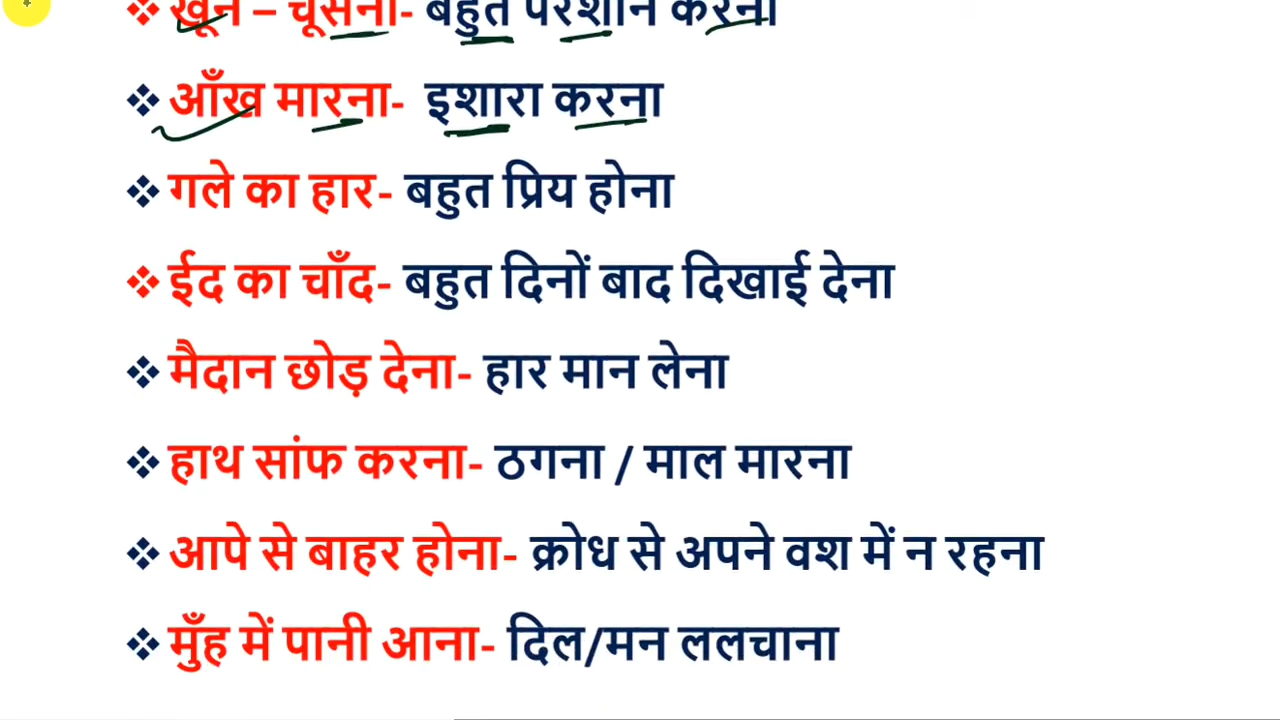 ❖ खून – चूसना- बहुत परेशान करना
❖ आँख मारना- इशारा करना
❖ गले का हार- बहुत प्रिय होना
❖ ईद का चाँद- बहुत दिनों बाद दिखाई देना
❖ मैदान छोड़ देना- हार मान लेना
❖ हाथ सांफ करना- ठगना / माल मारना
❖ आपे से बाहर होना- क्रोध से अपने वश में न रहना
❖ मुँह में पानी आना- दिल/मन ललचाना